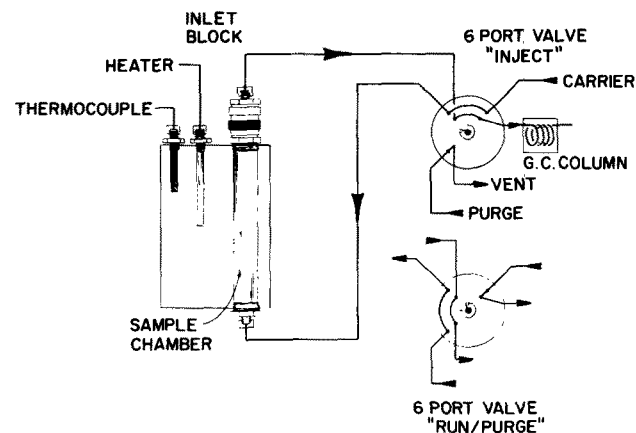 INLET
BLOCK
HEATER
THERMOCOUPLE
6 PORT VALVE
"INJECT"
CARRIER
G.C. COLUMN
VENT
PURGE
SAMPLE
CHAMBER
6 PORT VALVE
"RUN/PURGE"